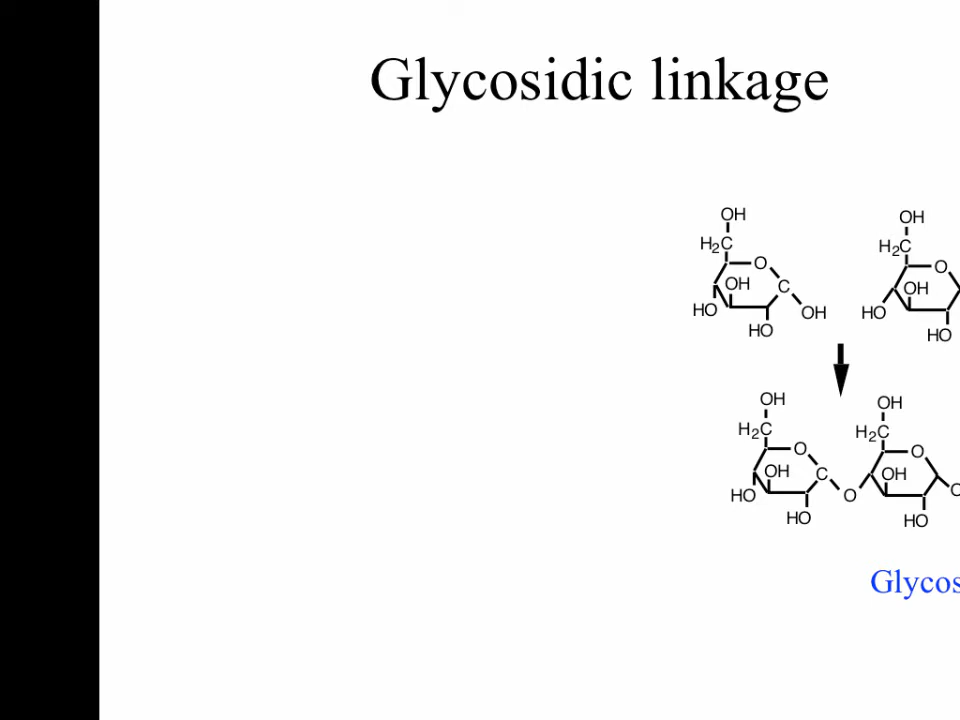 Glycosidic linkage
OH OH
H2C H2C
O O
OH C OH
HO OH HO
HO HO
OH OH
H2C H2C
O O
OH C OH
HO O O
HO HO
Glycos